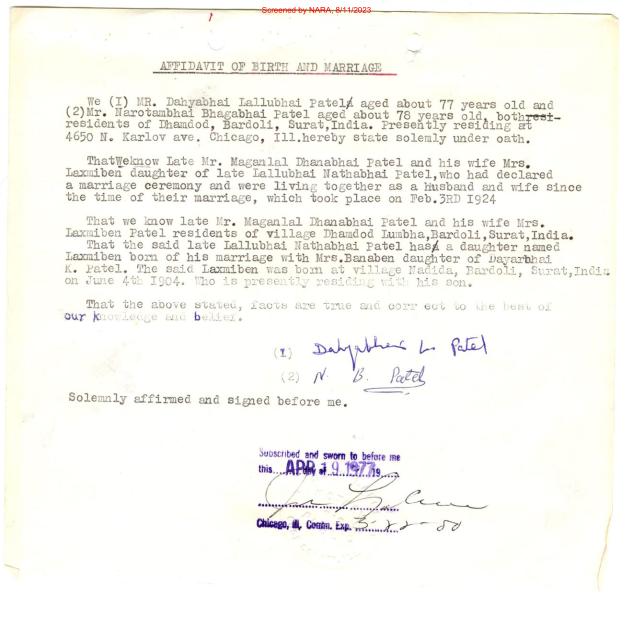 Screened by NARA, 8/11/2023
AFFIDAVIT OF BIRTH AND MARRIAGE
We (I) MR. Dahyabhai Lallubhai Patel aged about 77 years old and
(2)Mr. Narotambhai Bhagabhai Patel aged about 78 years old, both resi-
residents of Dhamdod, Bardoli, Surat,India. Presently residing at
4650 N. Karlov ave. Chicago, Ill.hereby state solemnly under oath.
ThatWeknow Late Mr. Maganlal Dhanabhai Patel and his wife Mrs.
Laxmiben daughter of late Lallubhai Nathabhai Patel,who had declared
a marriage ceremony and were living together as a Husband and wife since
the time of their marriage, which took place on Feb.3RD I924
That we know late Mr. Maganlal Dhanabhai Patel and his wife Mrs.
Laxmiben Patel residents of village Dhamdod Lumbha,Bardoli,Surat,India.
That the said late Lallubhai Nathabhai Patel has a daughter named
Laxmiben born of his marriage with Mrs.Banaben daughter of Dayarbhai
K. Patel. The said Laxmiben was born at village Nadida, Bardoli, Surat,India
on June 4th 1904. Who is presently residing with his son.
That the above stated, facts are true and corr ect to the best of
our knowledge and belief.
(1) Dahyabhai L. Patel
(2) N. B. Patel
Solemnly affirmed and signed before me.
Subscribed and sworn to before me
this....APR 19 1977 19....
Chicago, Ill, Comm. Exp. 5-22-80